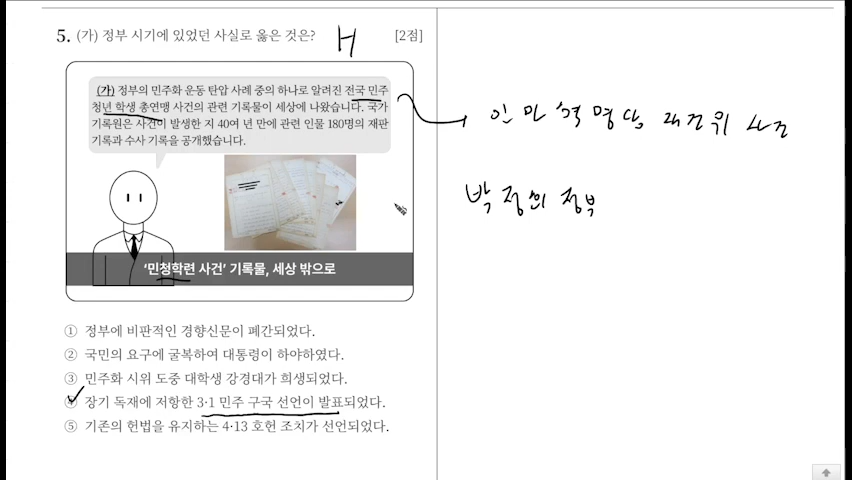 5. (가) 정부 시기에 있었던 사실로 옳은 것은? H [2점]
(가) 정부의 민주화 운동 탄압 사례 중의 하나로 알려진 전국 민주
청년 학생 총연맹 사건의 관련 기록물이 세상에 나왔습니다. 국가
기록원은 사건이 발생한 지 40여 년 만에 관련 인물 180명의 재판
기록과 수사 기록을 공개했습니다.
'민청학련 사건' 기록물, 세상 밖으로
① 정부에 비판적인 경향신문이 폐간되었다.
② 국민의 요구에 굴복하여 대통령이 하야하였다.
③ 민주화 시위 도중 대학생 강경대가 희생되었다.
④ 장기 독재에 저항한 3·1 민주 구국 선언이 발표되었다.
⑤ 기존의 헌법을 유지하는 4·13 호헌 조치가 선언되었다.
인민혁명당 재건위 사건
박정희 정부